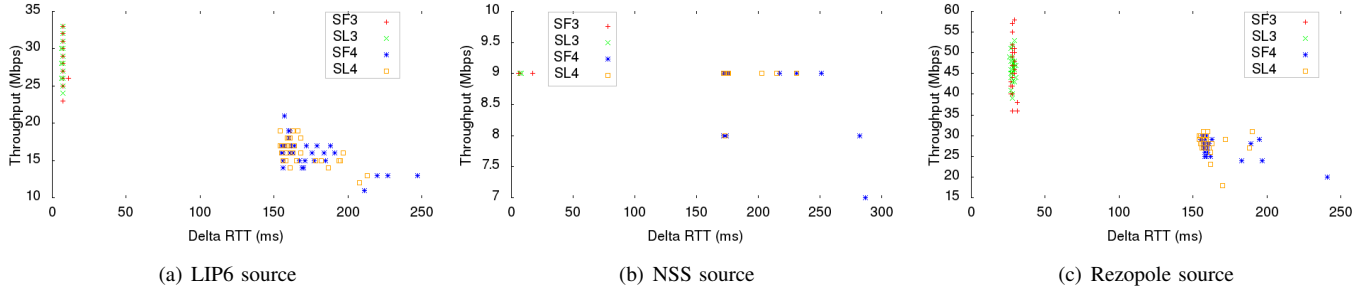 35
30
25
20
15
10
Throughput (Mbps)
0
50
100
150
200
250
Delta RTT (ms)
SF3
SL3
SF4
SL4
(a) LIP6 source
10
9.5
9
8.5
8
7.5
7
Throughput (Mbps)
0
50
100
150
200
250
300
Delta RTT (ms)
SF3
SL3
SF4
SL4
(b) NSS source
60
55
50
45
40
35
30
25
20
15
Throughput (Mbps)
0
50
100
150
200
250
Delta RTT (ms)
SF3
SL3
SF4
SL4
(c) Rezopole source